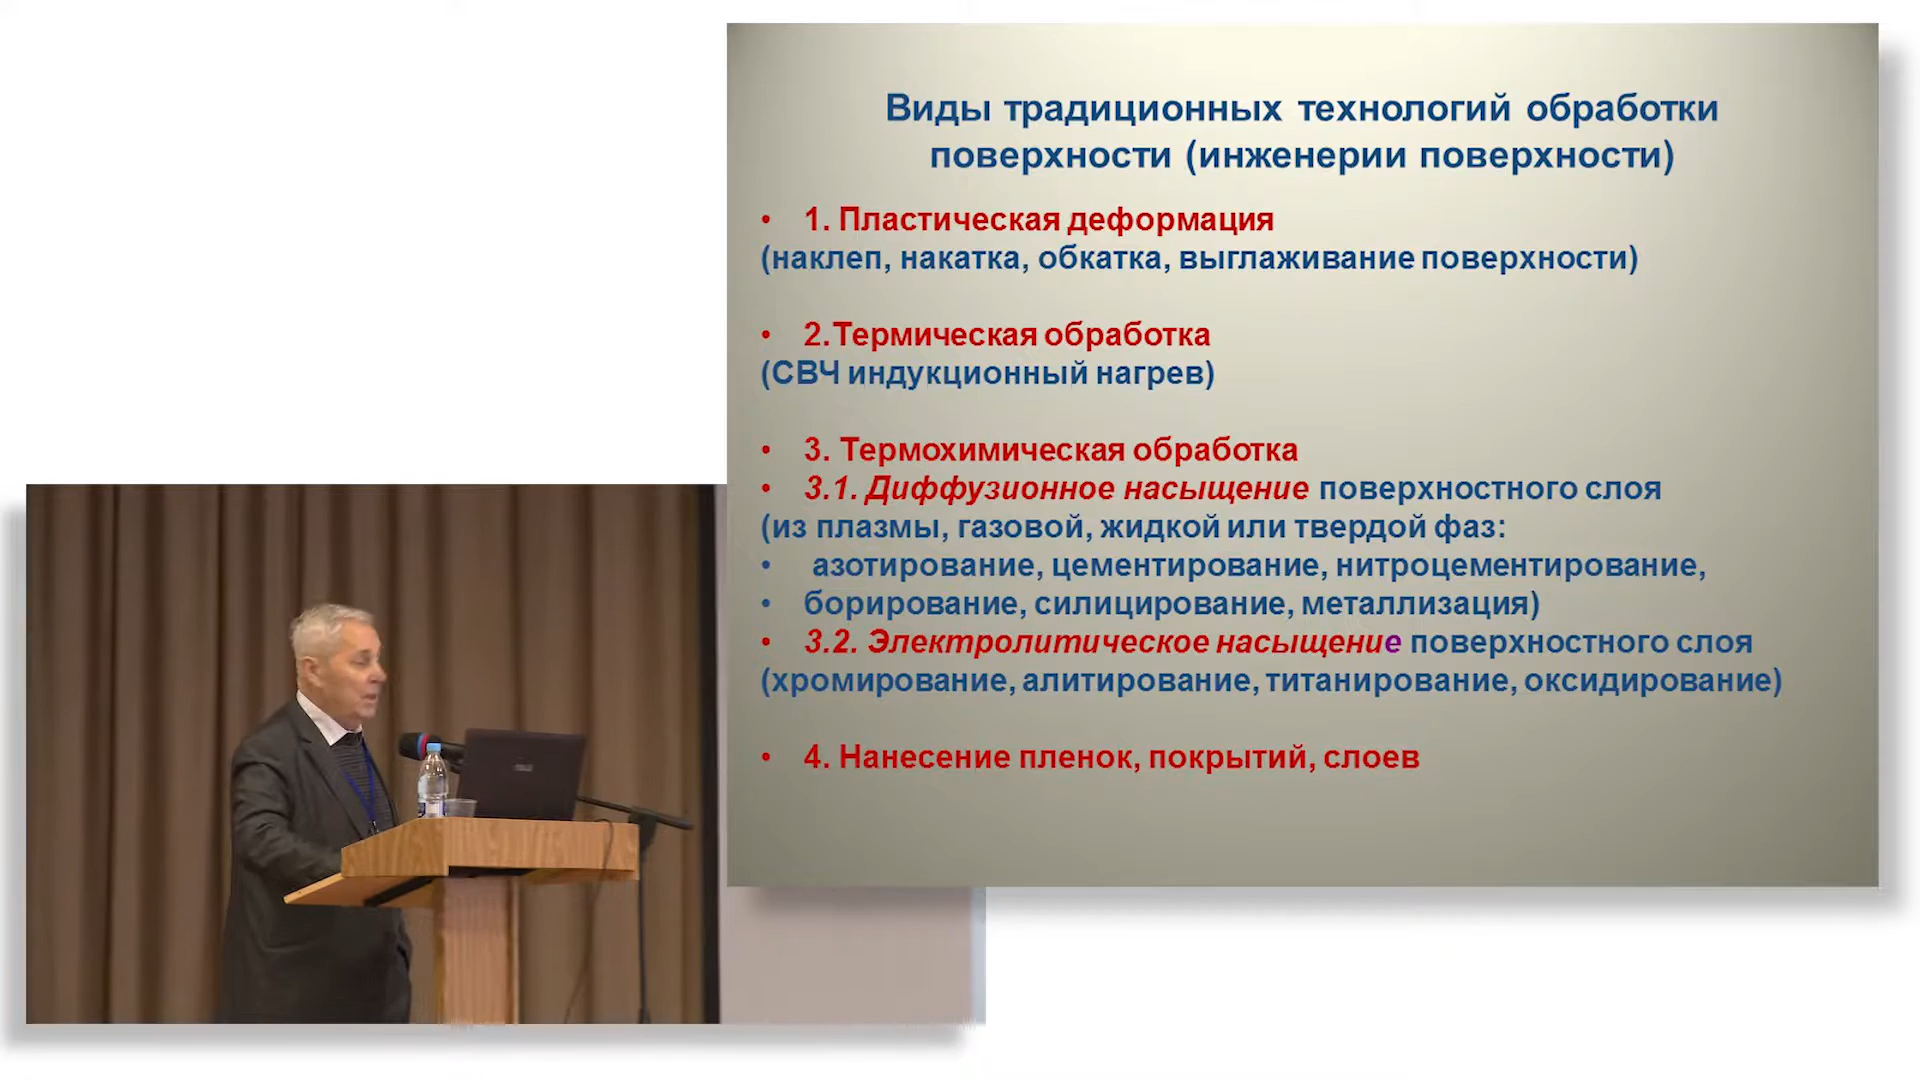 Виды традиционных технологий обработки
поверхности (инженерии поверхности)
• 1. Пластическая деформация
(наклеп, накатка, обкатка, выглаживание поверхности)
• 2.Термическая обработка
(СВЧ индукционный нагрев)
• 3. Термохимическая обработка
• 3.1. Диффузионное насыщение поверхностного слоя
(из плазмы, газовой, жидкой или твердой фаз:
• азотирование, цементирование, нитроцементирование,
• борирование, силицирование, металлизация)
• 3.2. Электролитическое насыщение поверхностного слоя
(хромирование, алитирование, титанирование, оксидирование)
• 4. Нанесение пленок, покрытий, слоев